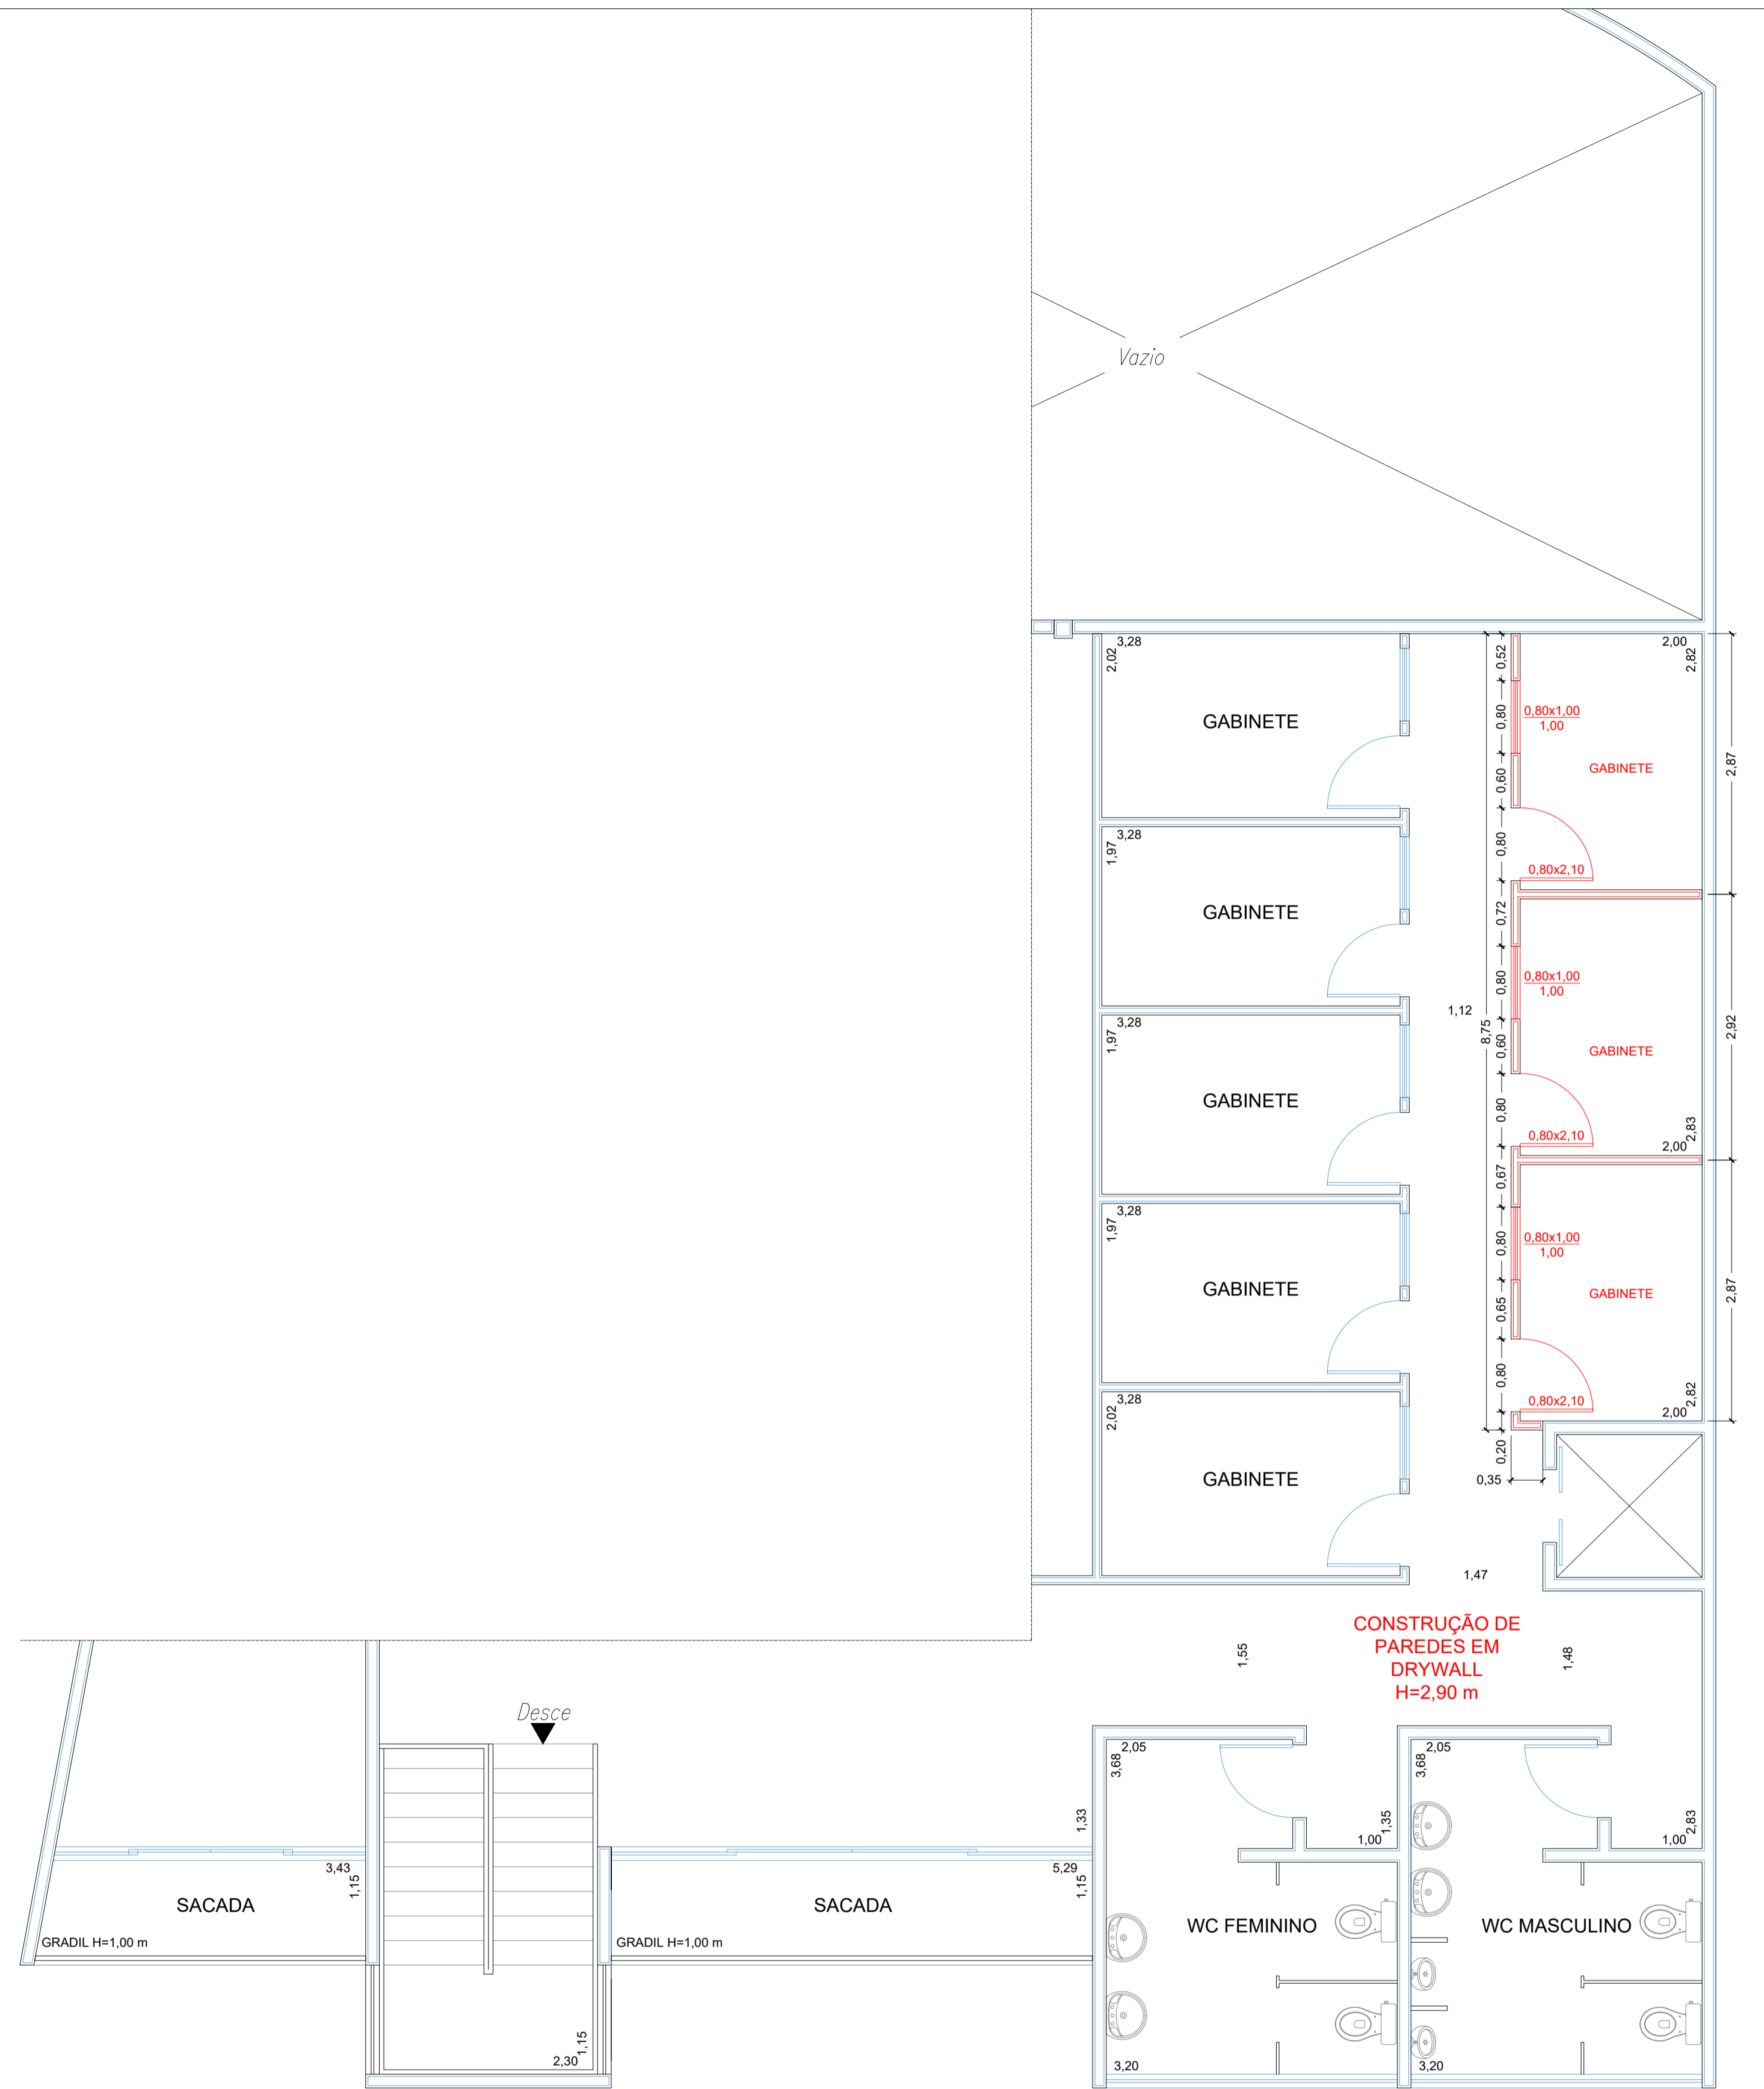 Vazio
3,28
2,02
GABINETE
0,52
0,80
0,60
0,80
0,72
0,80
0,60
0,80
0,67
0,80
0,65
0,80
0,20
8,75
1,12
0,35
2,00
2,82
0,80x1,00
1,00
GABINETE
0,80x2,10
2,87
3,28
1,97
GABINETE
0,80x1,00
1,00
GABINETE
2,92
3,28
1,97
GABINETE
0,80x2,10
2,00
2,83
3,28
1,97
GABINETE
0,80x1,00
1,00
GABINETE
2,87
3,28
2,02
GABINETE
0,80x2,10
2,00
2,82
1,47
CONSTRUÇÃO DE
PAREDES EM
DRYWALL
H=2,90 m
1,55
1,48
Desce
2,05
3,68
1,00
1,35
2,05
3,68
1,00
2,83
1,33
3,43
1,15
SACADA
GRADIL H=1,00 m
5,29
1,15
SACADA
GRADIL H=1,00 m
WC FEMININO
WC MASCULINO
2,30
1,15
3,20
3,20